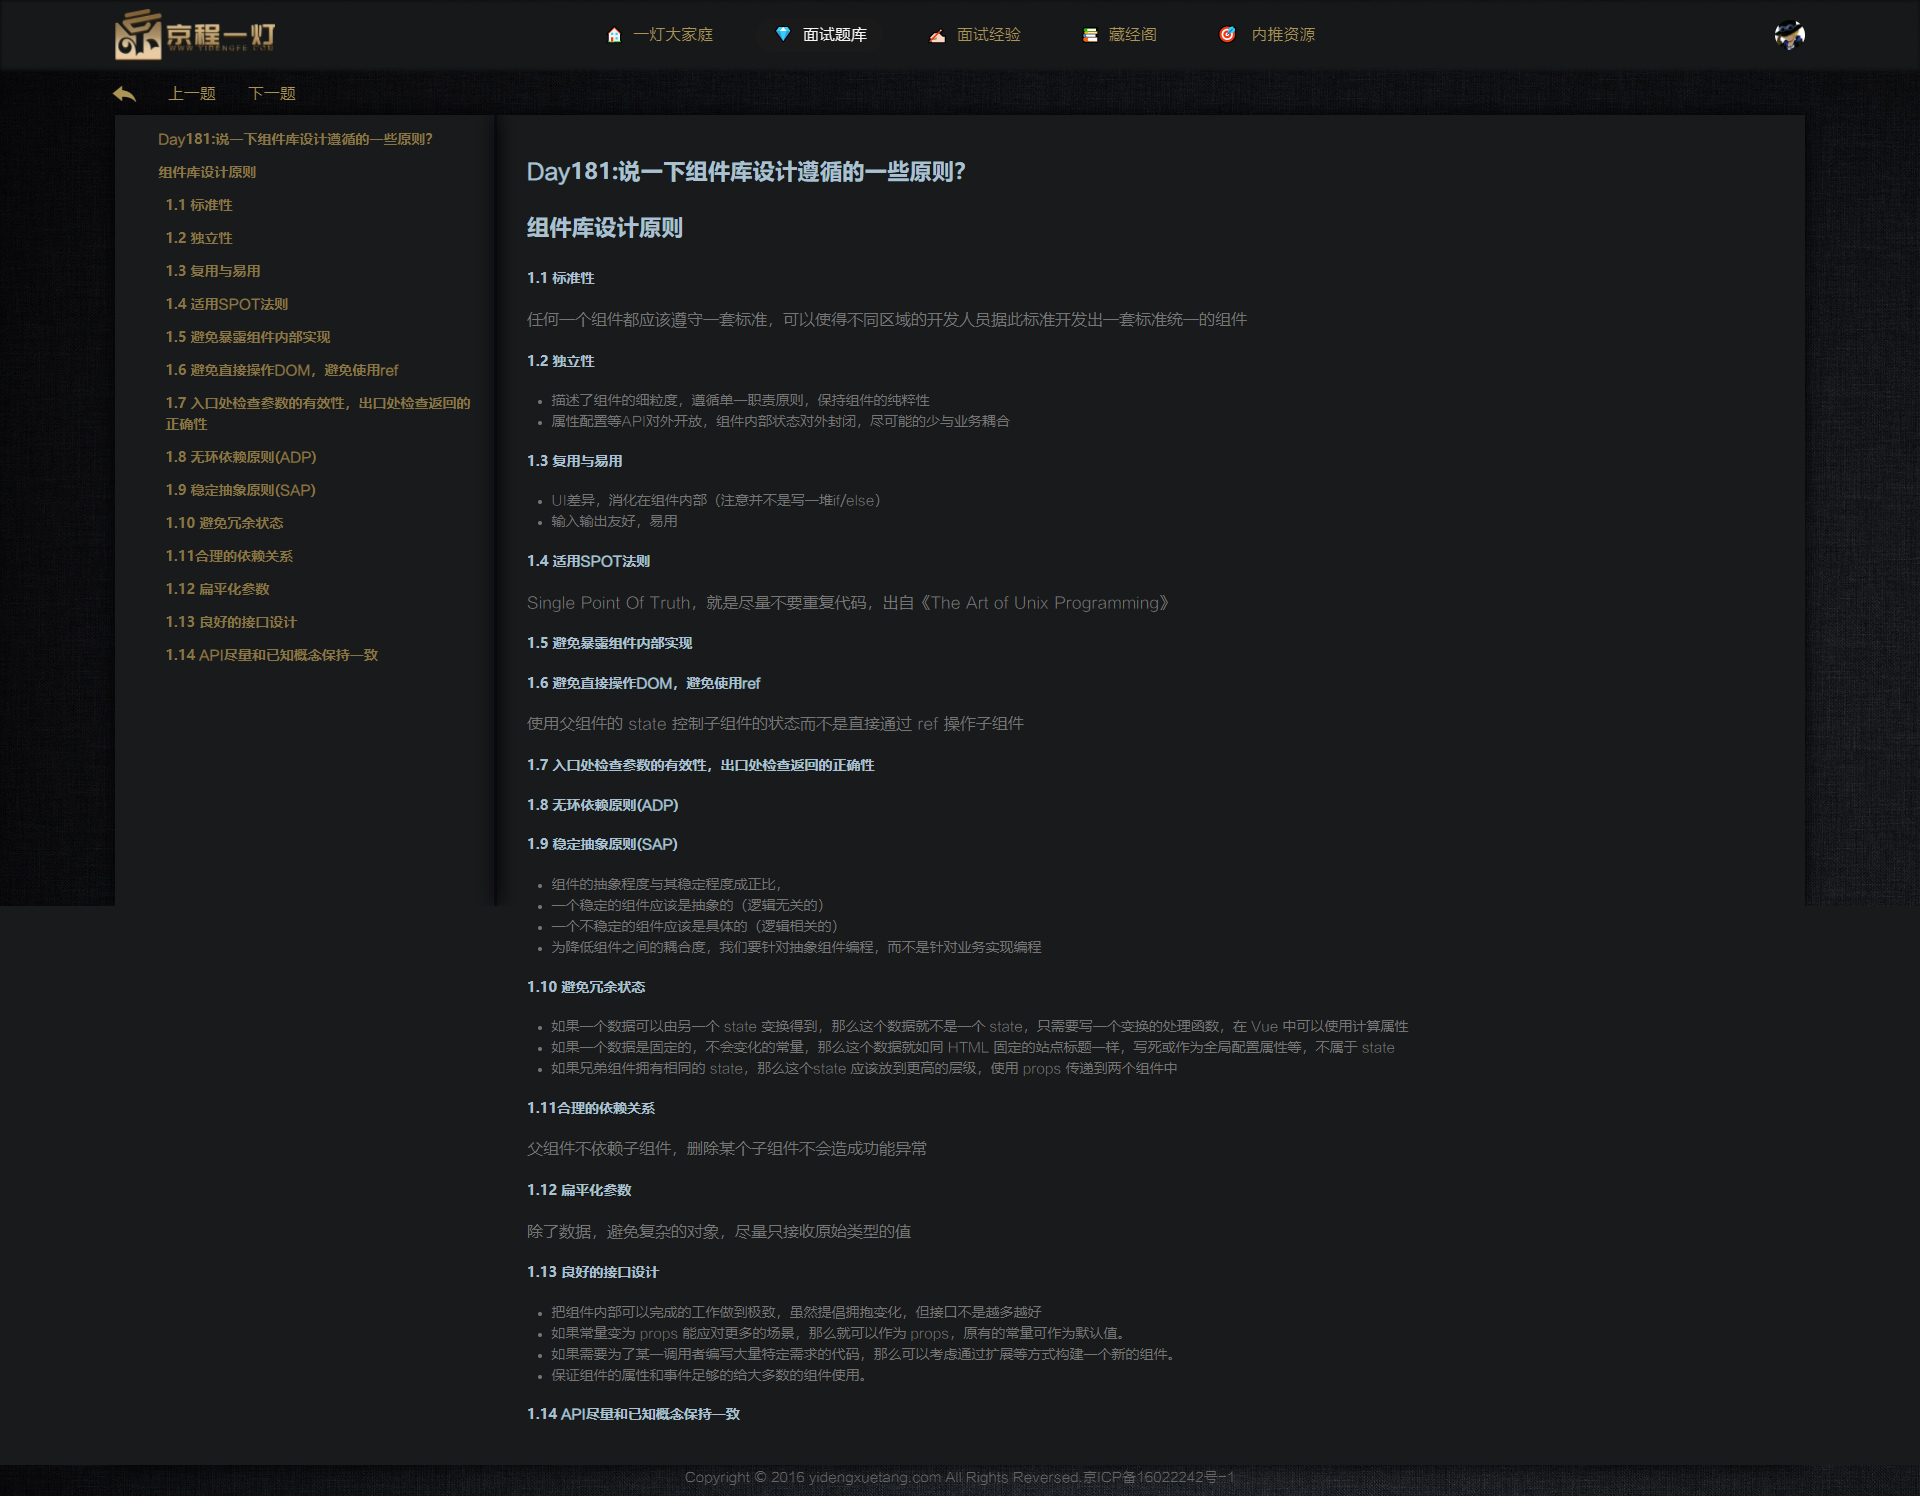 京程一灯
WWW.YIDENGFE.COM
一灯大家庭
面试题库
面试经验
藏经阁
内推资源
上一题
下一题
Day181:说一下组件库设计遵循的一些原则？
组件库设计原则
1.1 标准性
1.2 独立性
1.3 复用与易用
1.4 适用SPOT法则
1.5 避免暴露组件内部实现
1.6 避免直接操作DOM，避免使用ref
1.7 入口处检查参数的有效性，出口处检查返回的
正确性
1.8 无环依赖原则(ADP)
1.9 稳定抽象原则(SAP)
1.10 避免冗余状态
1.11合理的依赖关系
1.12 扁平化参数
1.13 良好的接口设计
1.14 API尽量和已知概念保持一致
Day181:说一下组件库设计遵循的一些原则？
组件库设计原则
1.1 标准性
任何一个组件都应该遵守一套标准，可以使得不同区域的开发人员据此标准开发出一套标准统一的组件
1.2 独立性
描述了组件的细粒度，遵循单一职责原则，保持组件的纯粹性
属性配置等API对外开放，组件内部状态对外封闭，尽可能的少与业务耦合
1.3 复用与易用
UI差异，消化在组件内部（注意并不是写一堆if/else）
输入输出友好，易用
1.4 适用SPOT法则
Single Point Of Truth，就是尽量不要重复代码，出自《The Art of Unix Programming》
1.5 避免暴露组件内部实现
1.6 避免直接操作DOM，避免使用ref
使用父组件的 state 控制子组件的状态而不是直接通过 ref 操作子组件
1.7 入口处检查参数的有效性，出口处检查返回的正确性
1.8 无环依赖原则(ADP)
1.9 稳定抽象原则(SAP)
组件的抽象程度与其稳定程度成正比，
一个稳定的组件应该是抽象的（逻辑无关的）
一个不稳定的组件应该是具体的（逻辑相关的）
为降低组件之间的耦合度，我们要针对抽象组件编程，而不是针对业务实现编程
1.10 避免冗余状态
如果一个数据可以由另一个 state 变换得到，那么这个数据就不是一个 state，只需要写一个变换的处理函数，在 Vue 中可以使用计算属性
如果一个数据是固定的，不会变化的常量，那么这个数据就如同 HTML 固定的站点标题一样，写死或作为全局配置属性等，不属于 state
如果兄弟组件拥有相同的 state，那么这个state 应该放到更高的层级，使用 props 传递到两个组件中
1.11合理的依赖关系
父组件不依赖子组件，删除某个子组件不会造成功能异常
1.12 扁平化参数
除了数据，避免复杂的对象，尽量只接收原始类型的值
1.13 良好的接口设计
把组件内部可以完成的工作做到极致，虽然提倡拥抱变化，但接口不是越多越好
如果常量变为 props 能应对更多的场景，那么就可以作为 props，原有的常量可作为默认值。
如果需要为了某一调用者编写大量特定需求的代码，那么可以考虑通过扩展等方式构建一个新的组件。
保证组件的属性和事件足够的给大多数的组件使用。
1.14 API尽量和已知概念保持一致
Copyright © 2016 yidengxuetang.com All Rights Reversed.京ICP备16022242号-1